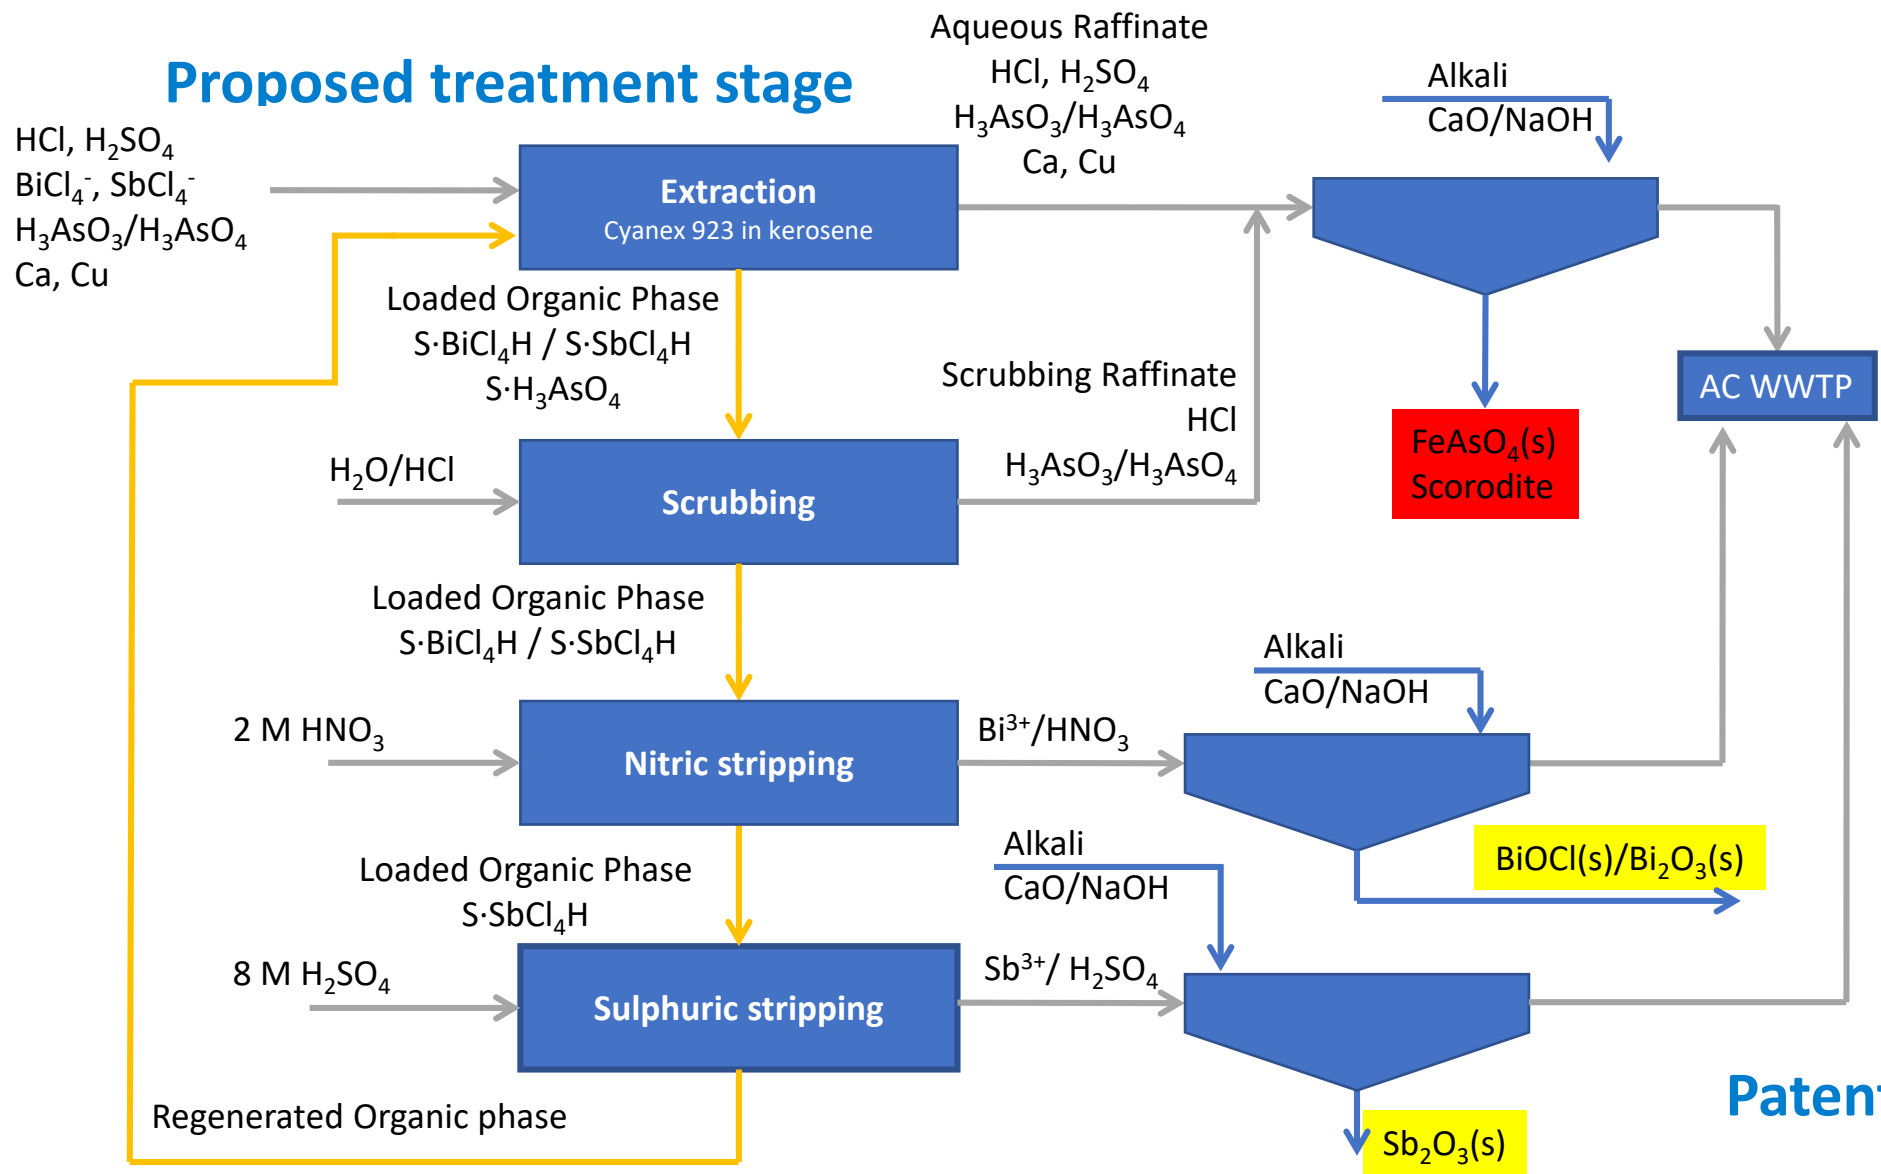 Proposed treatment stage
HCl, H₂SO₄
BiCl₄⁻, SbCl₄⁻
H₃AsO₃/H₃AsO₄
Ca, Cu
Extraction
Cyanex 923 in kerosene
Aqueous Raffinate
HCl, H₂SO₄
H₃AsO₃/H₃AsO₄
Ca, Cu
Alkali
CaO/NaOH
Loaded Organic Phase
S·BiCl₄H / S·SbCl₄H
S·H₃AsO₄
Scrubbing Raffinate
HCl
H₃AsO₃/H₃AsO₄
AC WWTP
FeAsO₄(s)
Scorodite
H₂O/HCl
Scrubbing
Loaded Organic Phase
S·BiCl₄H / S·SbCl₄H
Alkali
CaO/NaOH
2 M HNO₃
Nitric stripping
Bi³⁺/HNO₃
BiOCl(s)/Bi₂O₃(s)
Loaded Organic Phase
S·SbCl₄H
Alkali
CaO/NaOH
8 M H₂SO₄
Sulphuric stripping
Sb³⁺/ H₂SO₄
Regenerated Organic phase
Sb₂O₃(s)